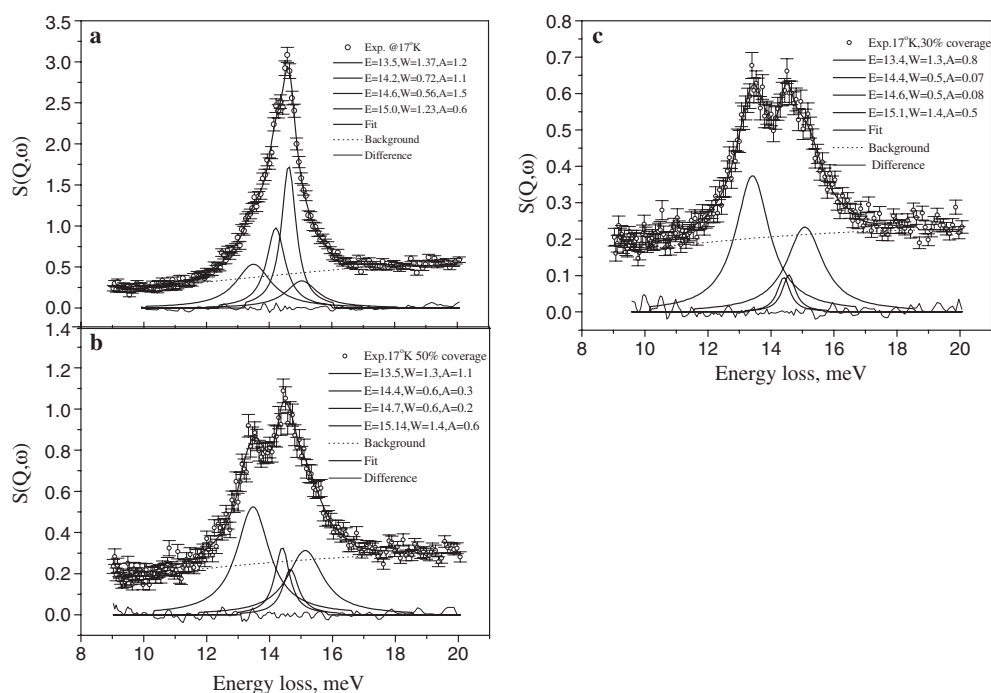 a
3.5
3.0
2.5
2.0
1.5
1.0
0.5
0.0
S(Q,ω)
Exp. @17°K
E=13.5,W=1.37,A=1.2
E=14.2,W=0.72,A=1.1
E=14.6,W=0.56,A=1.5
E=15.0,W=1.23,A=0.6
Fit
Background
Difference
b
1.4
1.2
1.0
0.8
0.6
0.4
0.2
0.0
S(Q,ω)
Exp.17°K 50% coverage
E=13.5,W=1.3,A=1.1
E=14.4,W=0.6,A=0.3
E=14.7,W=0.6,A=0.2
E=15.14,W=1.4,A=0.6
Background
Fit
Difference
8 10 12 14 16 18 20
Energy loss, meV
c
0.8
0.7
0.6
0.5
0.4
0.3
0.2
0.1
0.0
S(Q,ω)
Exp.17°K,30% coverage
E=13.4,W=1.3,A=0.8
E=14.4,W=0.5,A=0.07
E=14.6,W=0.5,A=0.08
E=15.1,W=1.4,A=0.5
Fit
Background
Difference
8 10 12 14 16 18 20
Energy loss, meV